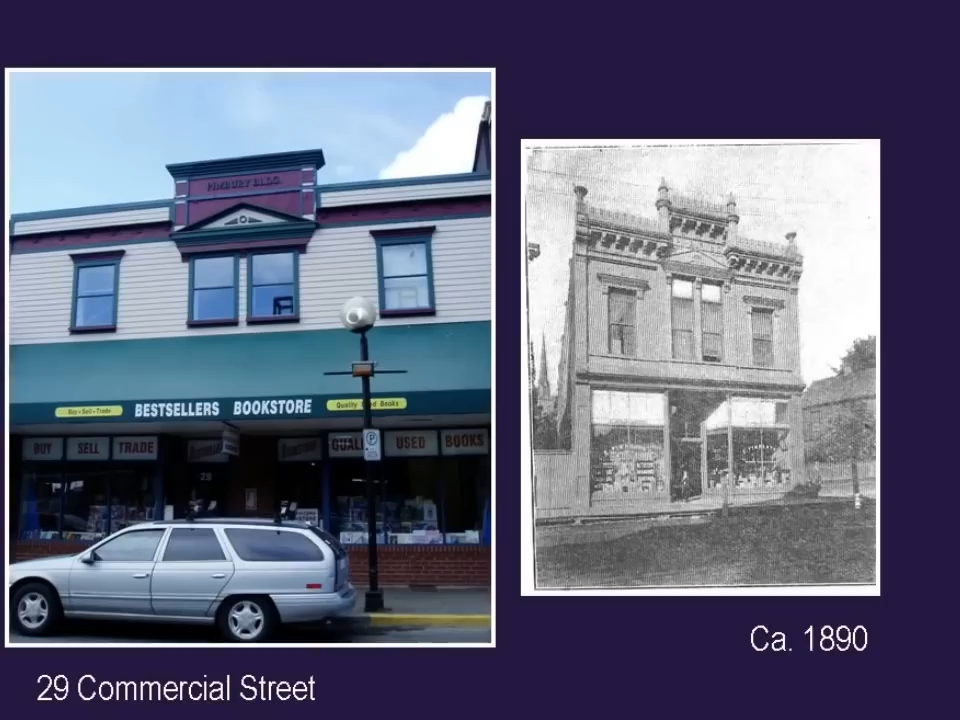 PIMBURY BLDG.
Buy • Sell • Trade
BESTSELLERS BOOKSTORE
Quality Used Books
BUY SELL TRADE
QUALITY USED BOOKS
29
P
Ca. 1890
29 Commercial Street